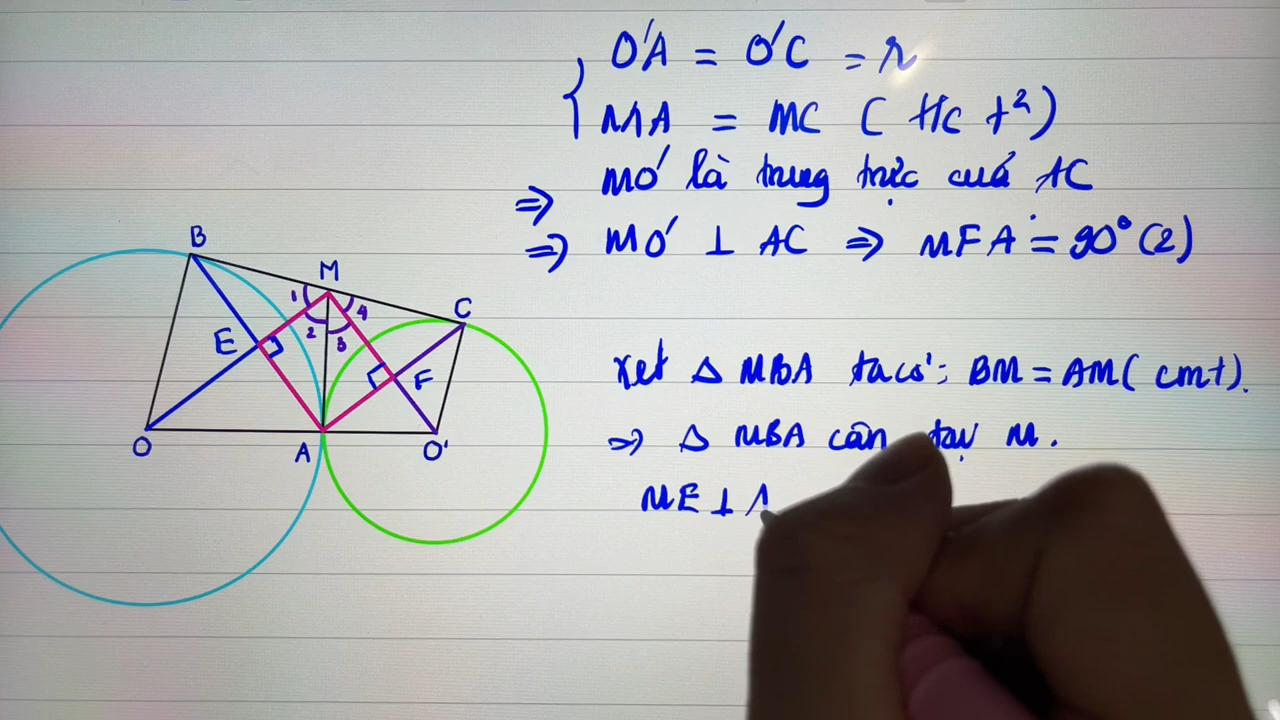 O'A = O'C = r
MA = MC ( t/c t²)
MO' là trung trực của AC
⇒
⇒ MO' ⊥ AC ⇒ MFA = 90° (2)
B
M
1
4
C
2
3
E
F
O
A
O'
xét Δ MBA ta có: BM = AM ( cmt).
⇒ Δ MBA cân tại M.
ME ⊥ A